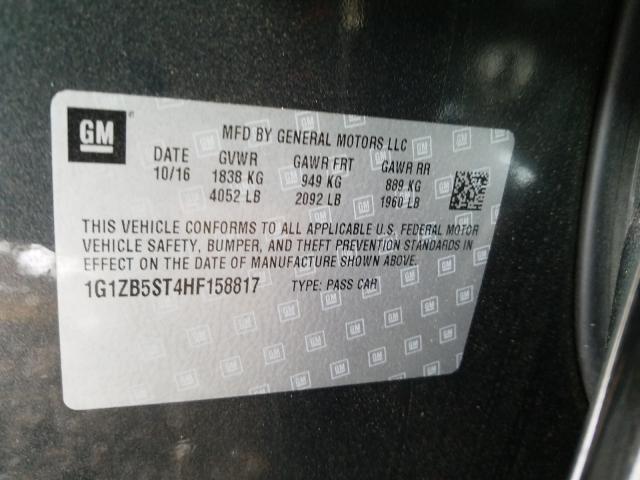 GM
MFD BY GENERAL MOTORS LLC
DATE GVWR GAWR FRT GAWR RR
10/16 1838 KG 949 KG 889 KG
4052 LB 2092 LB 1960 LB
THIS VEHICLE CONFORMS TO ALL APPLICABLE U.S. FEDERAL MOTOR
VEHICLE SAFETY, BUMPER, AND THEFT PREVENTION STANDARDS IN
EFFECT ON THE DATE OF MANUFACTURE SHOWN ABOVE.
1G1ZB5ST4HF158817 TYPE: PASS CAR